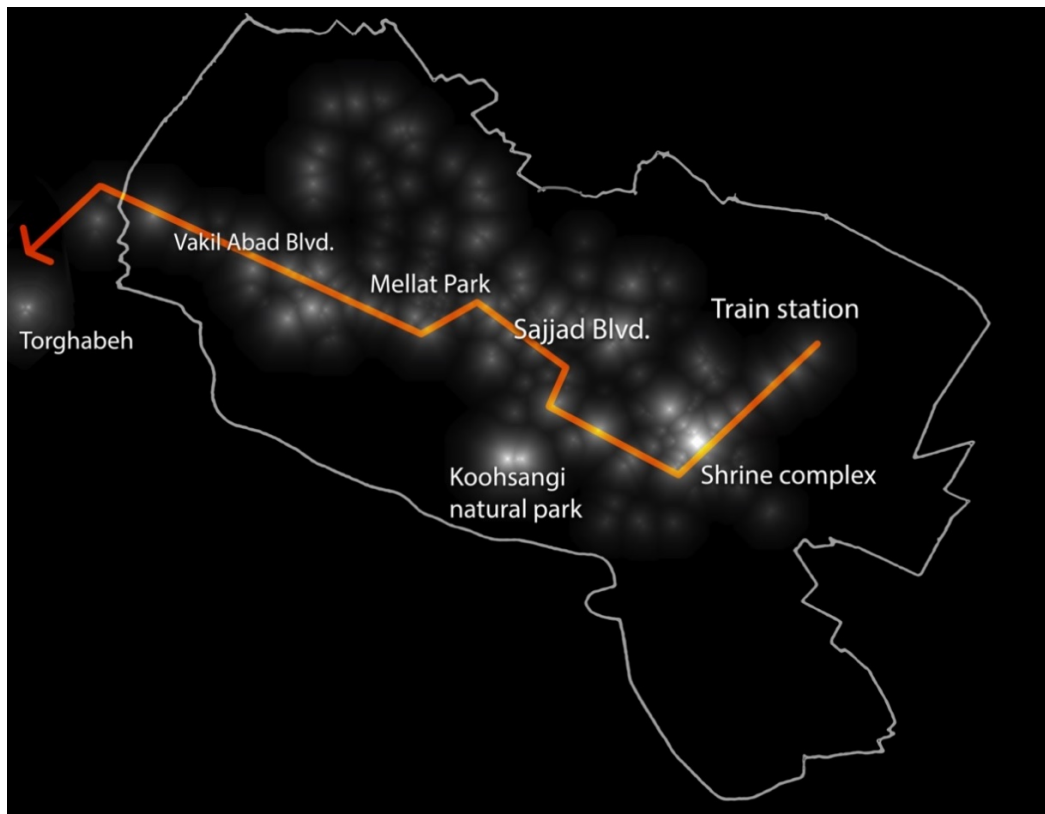 Vakil Abad Blvd.
Mellat Park
Train station
Sajjad Blvd.
Torghabeh
Koohsangi
natural park
Shrine complex